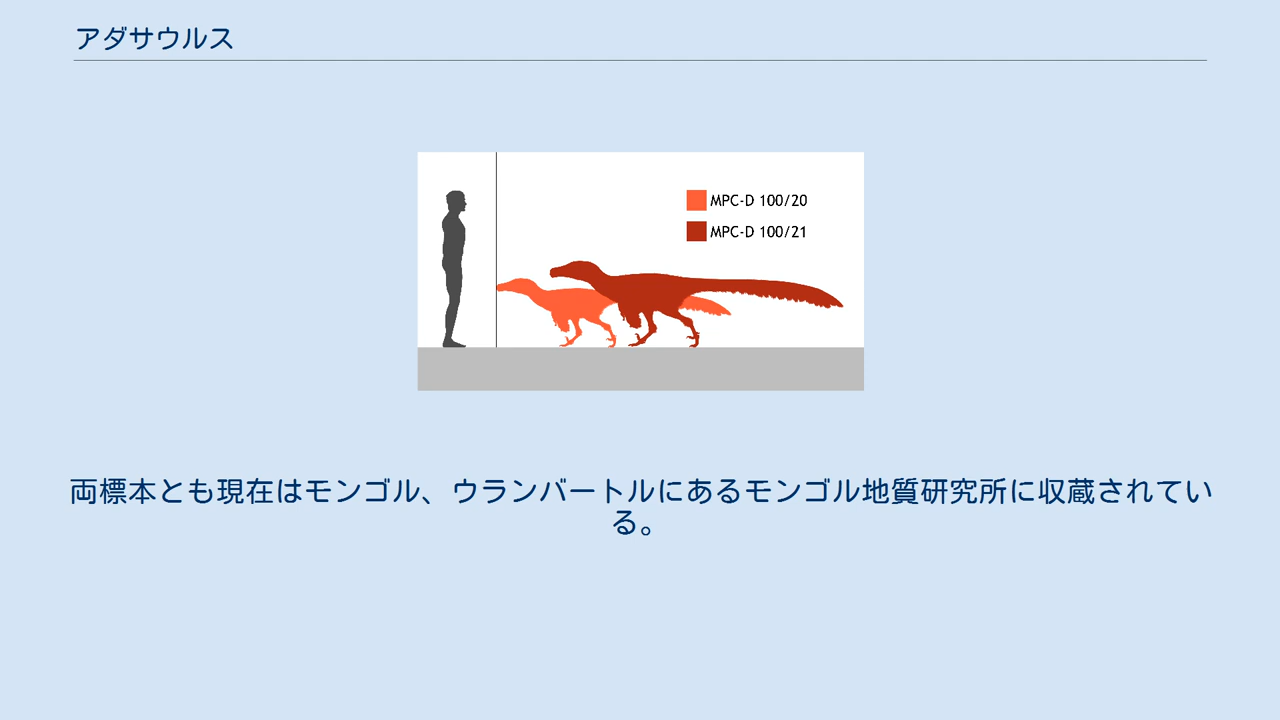 アダサウルス
MPC-D 100/20
MPC-D 100/21
両標本とも現在はモンゴル、ウランバートルにあるモンゴル地質研究所に収蔵されてい
る。